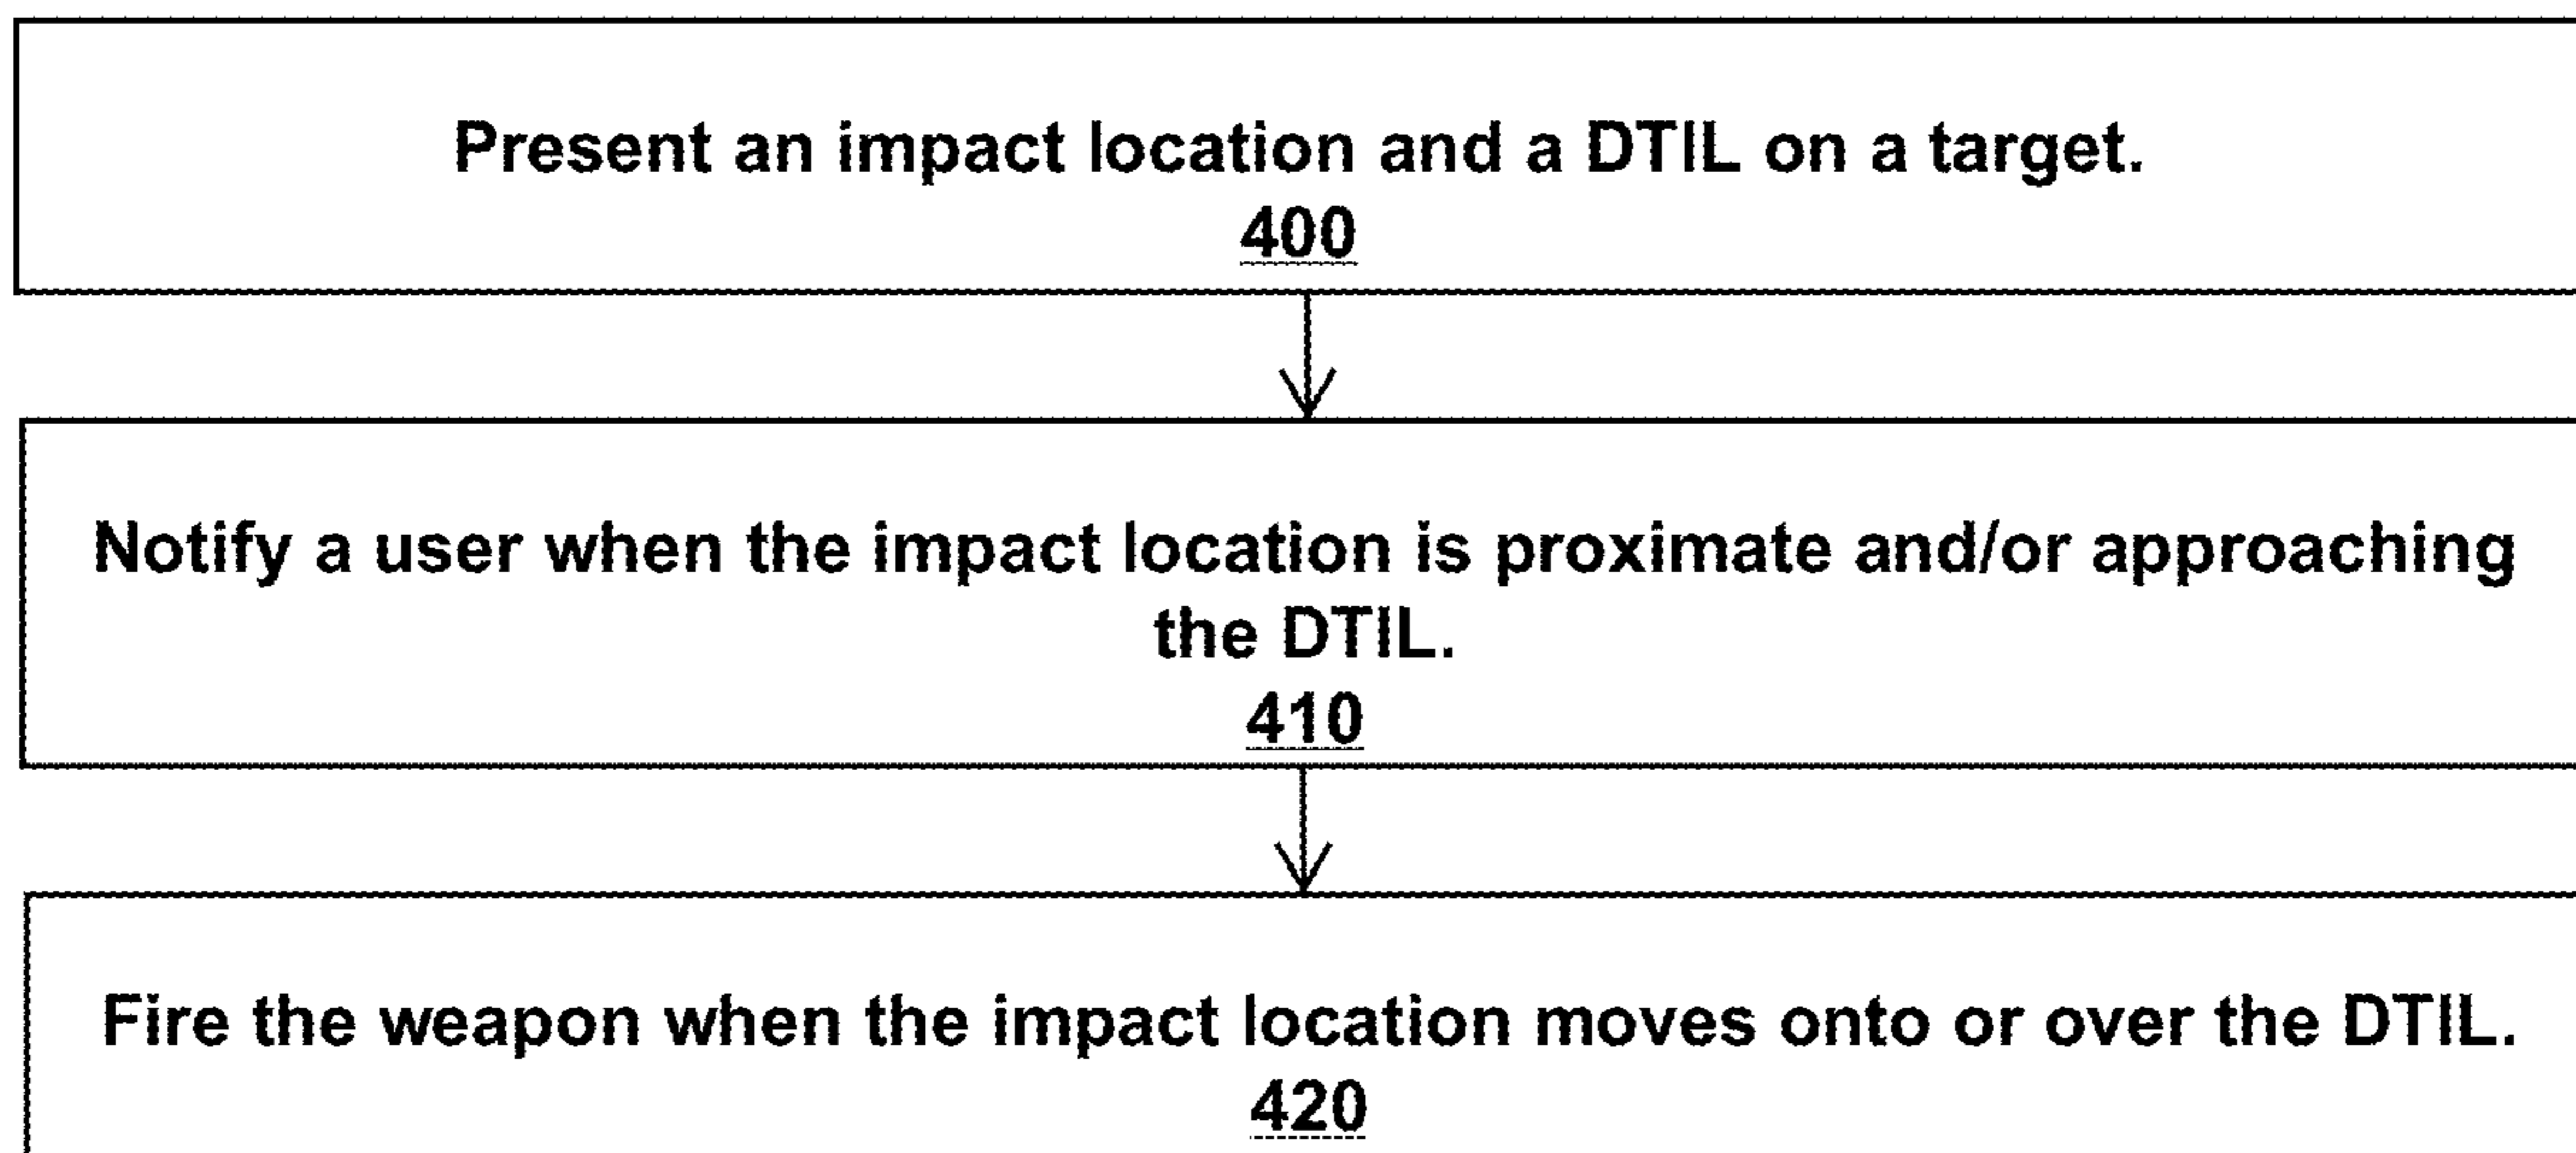 Present an impact location and a DTIL on a target.
400
Notify a user when the impact location is proximate and/or approaching
the DTIL.
410
Fire the weapon when the impact location moves onto or over the DTIL.
420